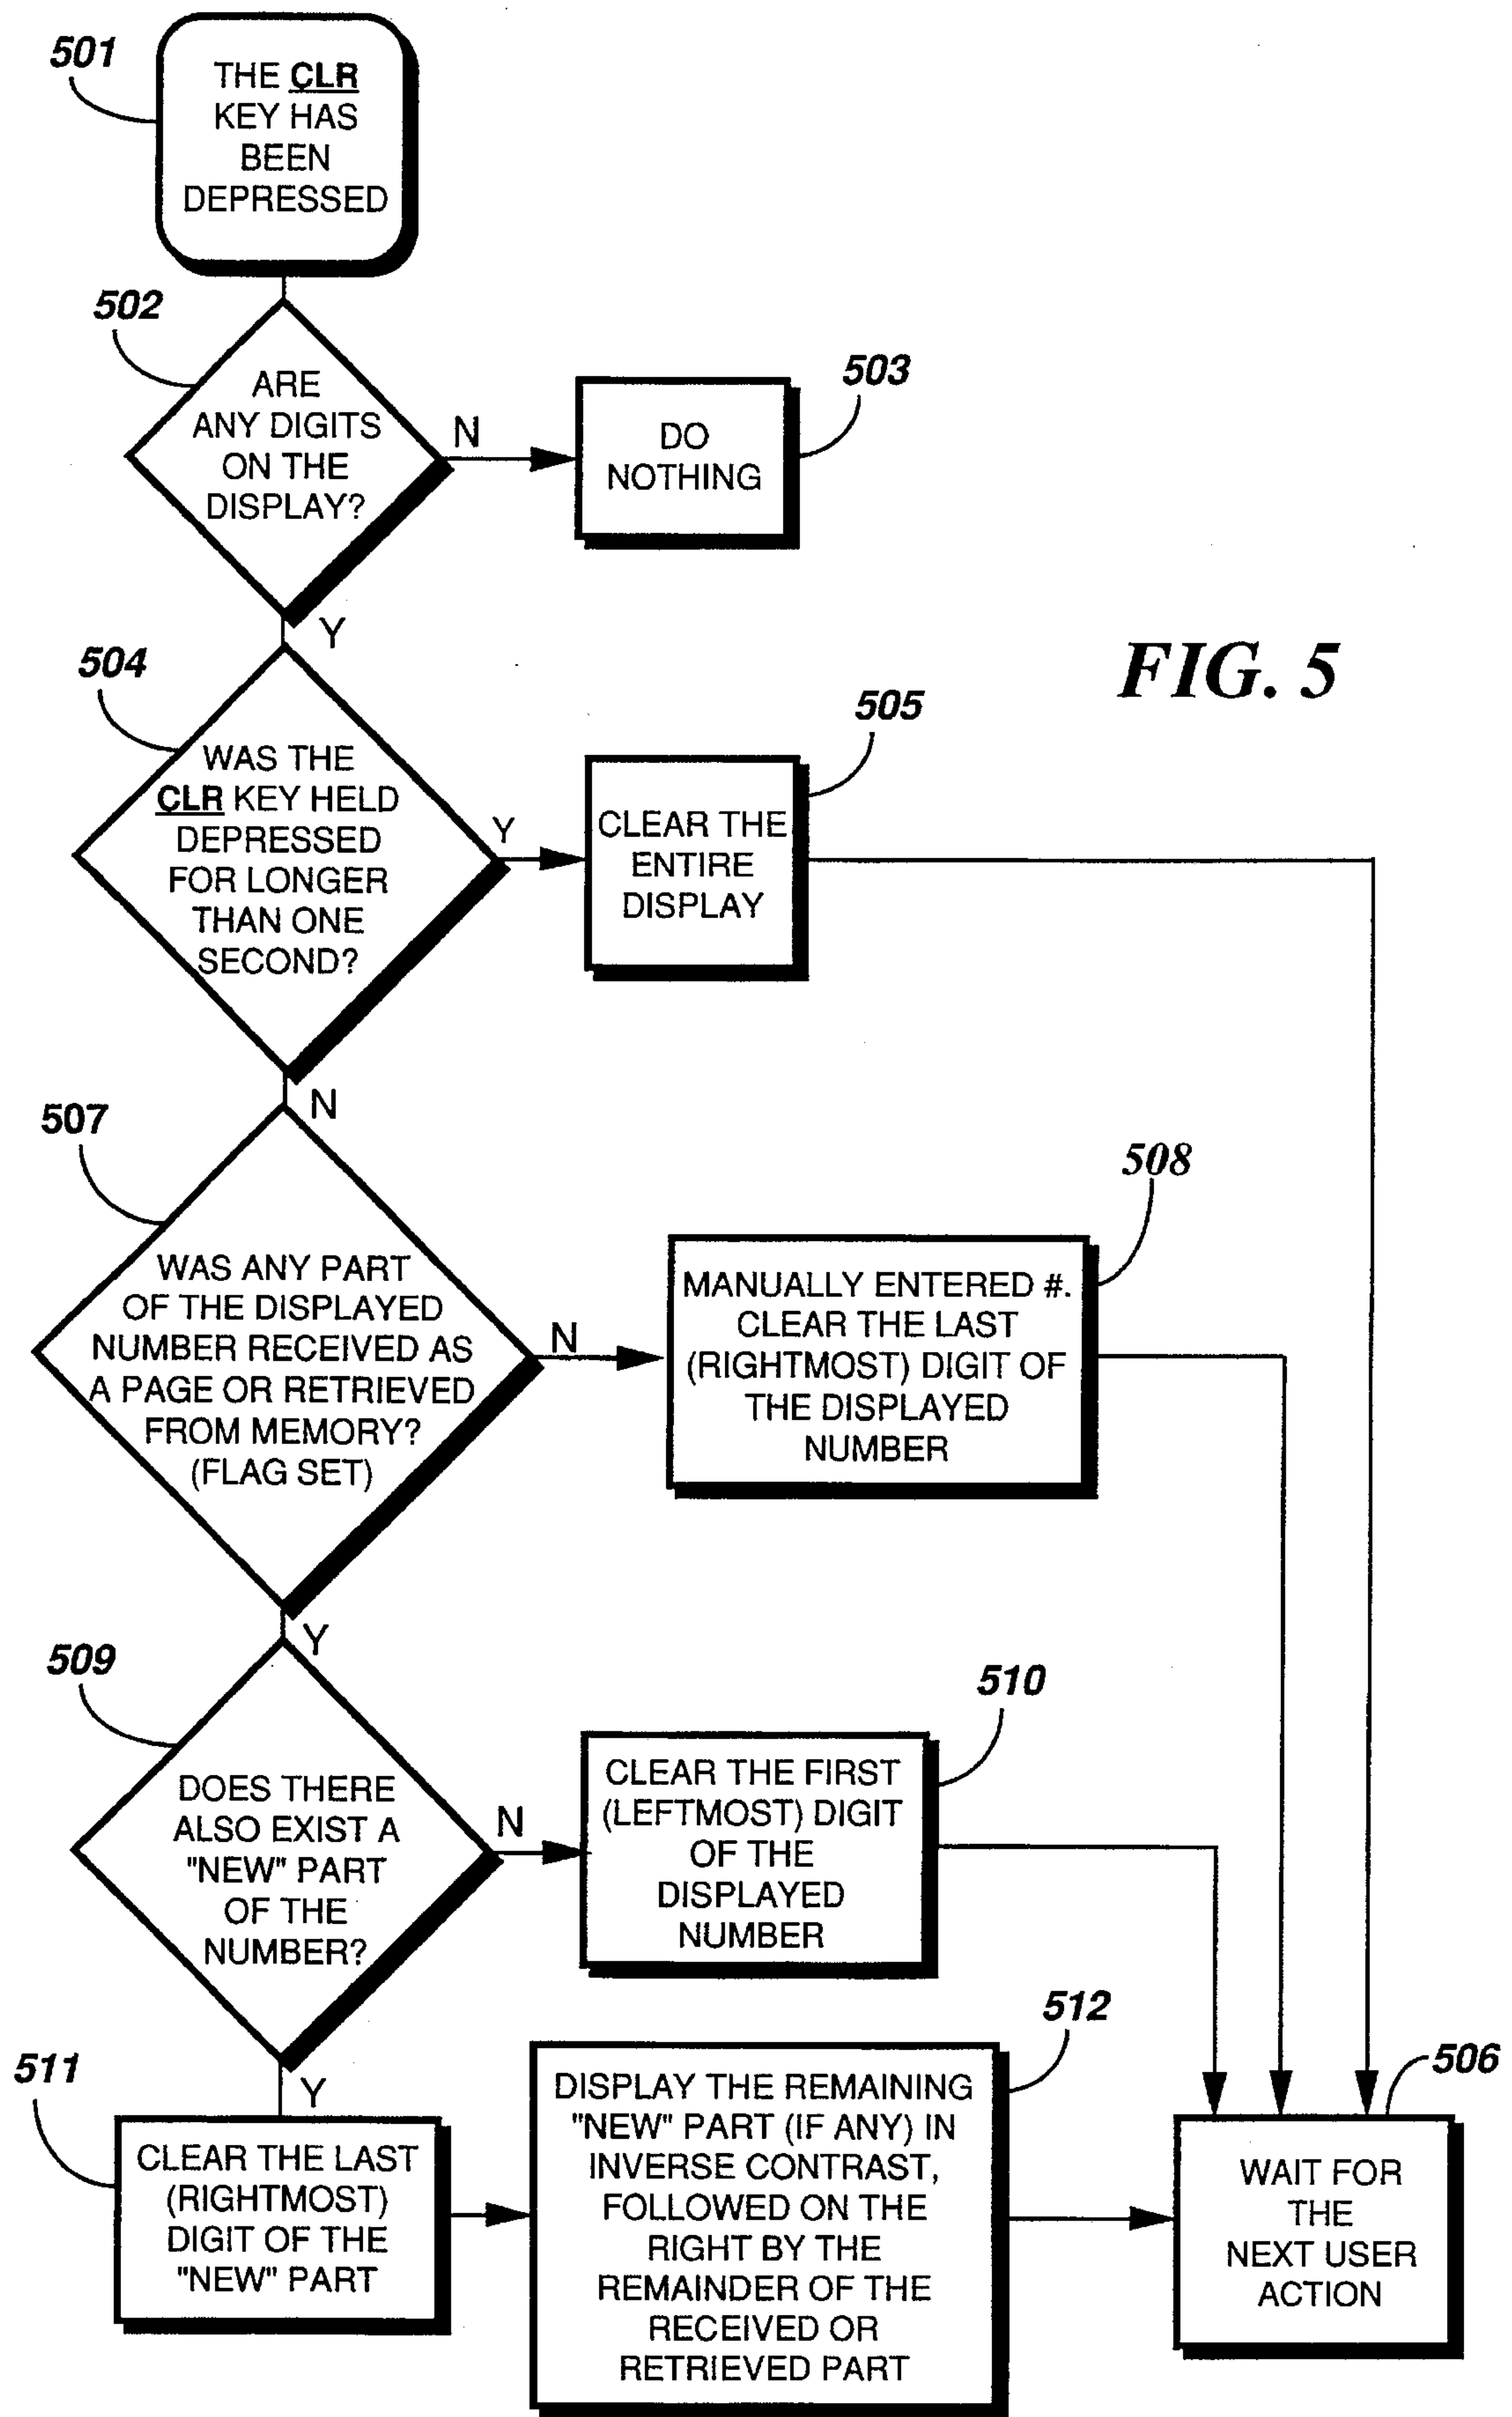 501
THE CLR
KEY HAS
BEEN
DEPRESSED
502
ARE
ANY DIGITS
ON THE
DISPLAY?
N
503
DO
NOTHING
Y
FIG. 5
504
WAS THE
CLR KEY HELD
DEPRESSED
FOR LONGER
THAN ONE
SECOND?
Y
505
CLEAR THE
ENTIRE
DISPLAY
N
507
WAS ANY PART
OF THE DISPLAYED
NUMBER RECEIVED AS
A PAGE OR RETRIEVED
FROM MEMORY?
(FLAG SET)
N
508
MANUALLY ENTERED #.
CLEAR THE LAST
(RIGHTMOST) DIGIT OF
THE DISPLAYED
NUMBER
Y
509
DOES THERE
ALSO EXIST A
"NEW" PART
OF THE
NUMBER?
N
510
CLEAR THE FIRST
(LEFTMOST) DIGIT
OF THE
DISPLAYED
NUMBER
Y
511
CLEAR THE LAST
(RIGHTMOST)
DIGIT OF THE
"NEW" PART
512
DISPLAY THE REMAINING
"NEW" PART (IF ANY) IN
INVERSE CONTRAST,
FOLLOWED ON THE
RIGHT BY THE
REMAINDER OF THE
RECEIVED OR
RETRIEVED PART
506
WAIT FOR
THE
NEXT USER
ACTION